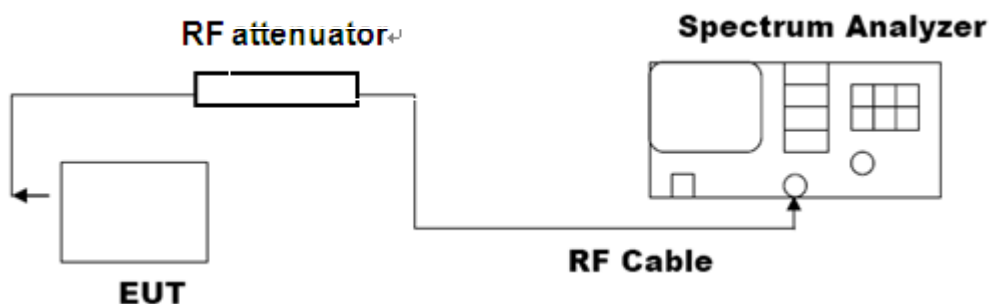 RF attenuator↵
Spectrum Analyzer
RF Cable
EUT